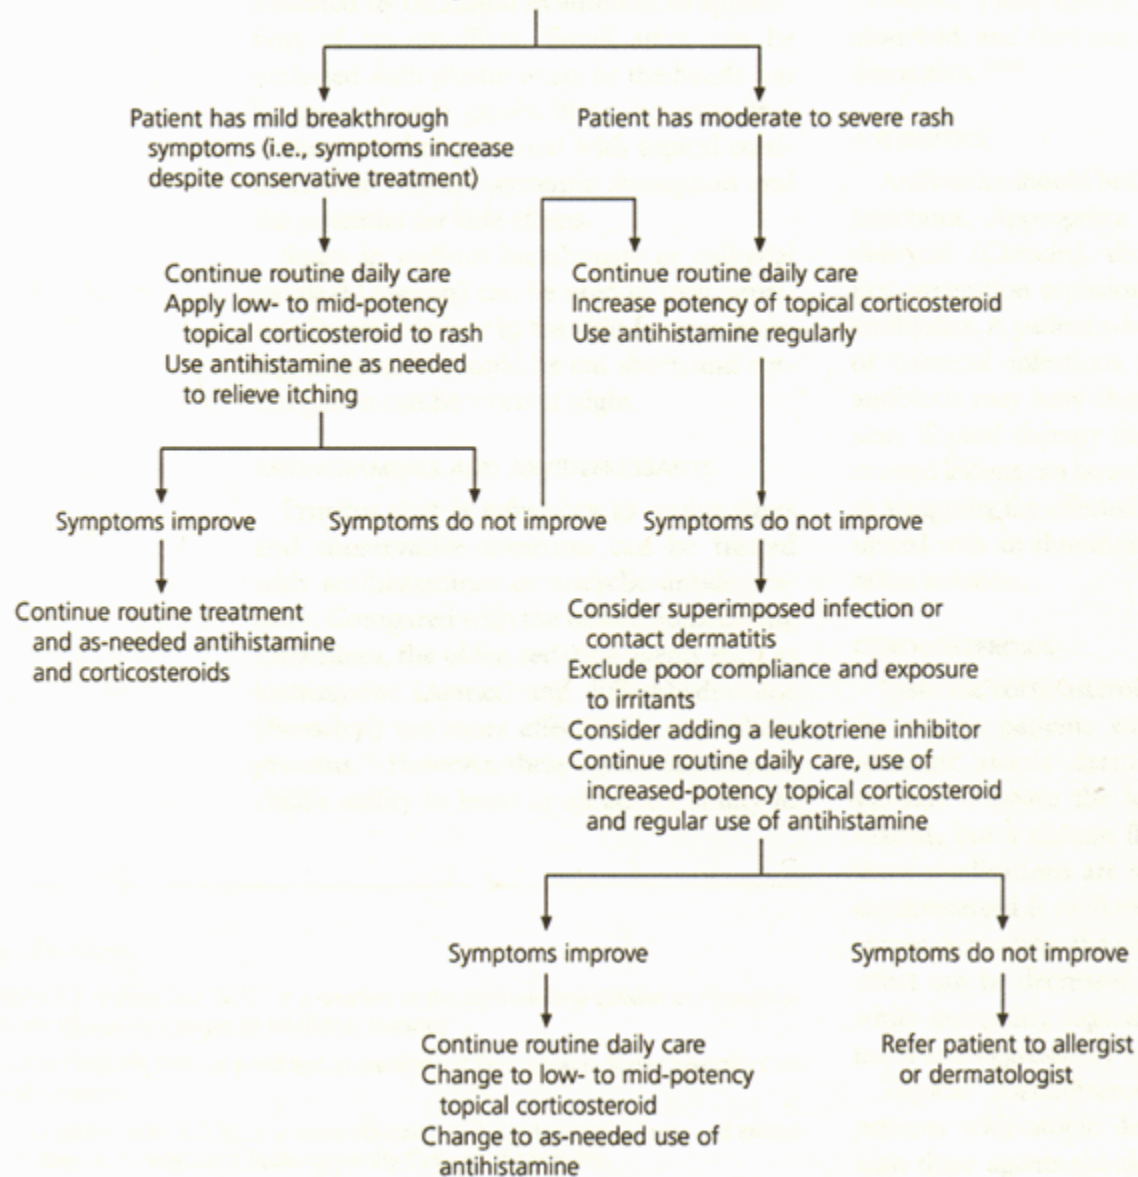 Patient has mild breakthrough
symptoms (i.e., symptoms increase
despite conservative treatment)
Patient has moderate to severe rash
Continue routine daily care
Apply low- to mid-potency
topical corticosteroid to rash
Use antihistamine as needed
to relieve itching
Continue routine daily care
Increase potency of topical corticosteroid
Use antihistamine regularly
Symptoms improve
Symptoms do not improve
Symptoms do not improve
Continue routine treatment
and as-needed antihistamine
and corticosteroids
Consider superimposed infection or
contact dermatitis
Exclude poor compliance and exposure
to irritants
Consider adding a leukotriene inhibitor
Continue routine daily care, use of
increased-potency topical corticosteroid
and regular use of antihistamine
Symptoms improve
Symptoms do not improve
Continue routine daily care
Change to low- to mid-potency
topical corticosteroid
Change to as-needed use of
antihistamine
Refer patient to allergist
or dermatologist